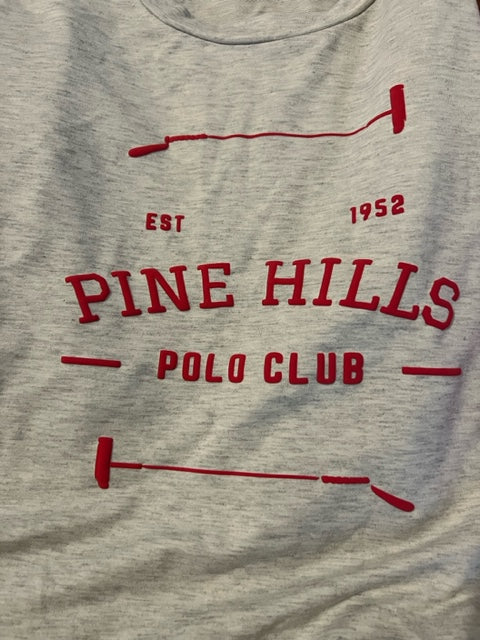 EST 1952
PINE HILLS
POLO CLUB